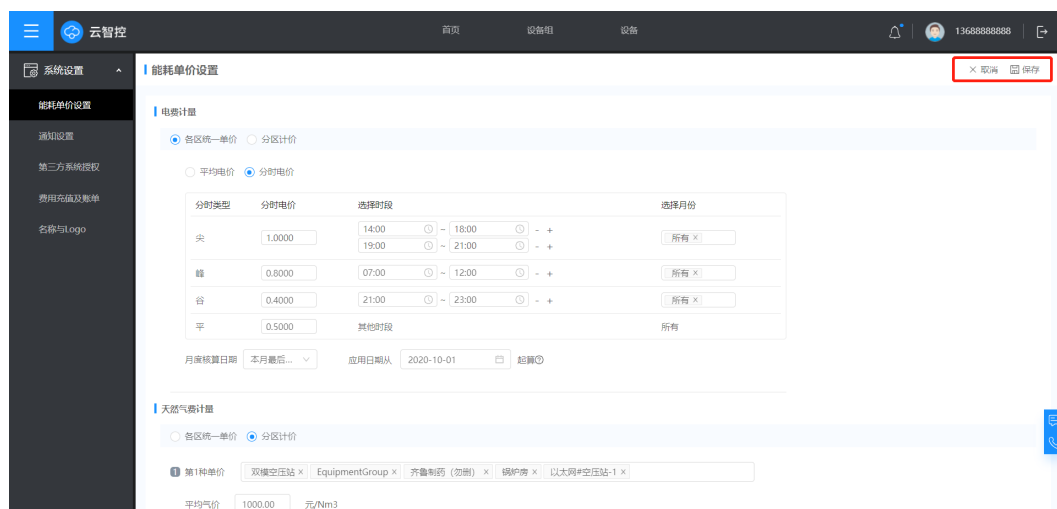 云智控 首页 设备组 设备 13688888888
系统设置
能耗单价设置
通知设置
第三方系统授权
费用充值及账单
名称与Logo
能耗单价设置 × 取消 保存
电费计量
各区统一单价 分区计价
平均电价 分时电价
分时类型 分时电价 选择时段 选择月份
尖 1.0000 14:00 ~ 18:00 - + 所有 ×
19:00 ~ 21:00 - +
峰 0.8000 07:00 ~ 12:00 - + 所有 ×
谷 0.4000 21:00 ~ 23:00 - + 所有 ×
平 0.5000 其他时段 所有
月度核算日期 本月最后... 应用日期从 2020-10-01 起算?
天然气费计量
各区统一单价 分区计价
1 第1种单价 双模空压站 × EquipmentGroup × 齐鲁制药（勿删） × 锅炉房 × 以太网#空压站-1 ×
平均气价 1000.00 元/Nm3